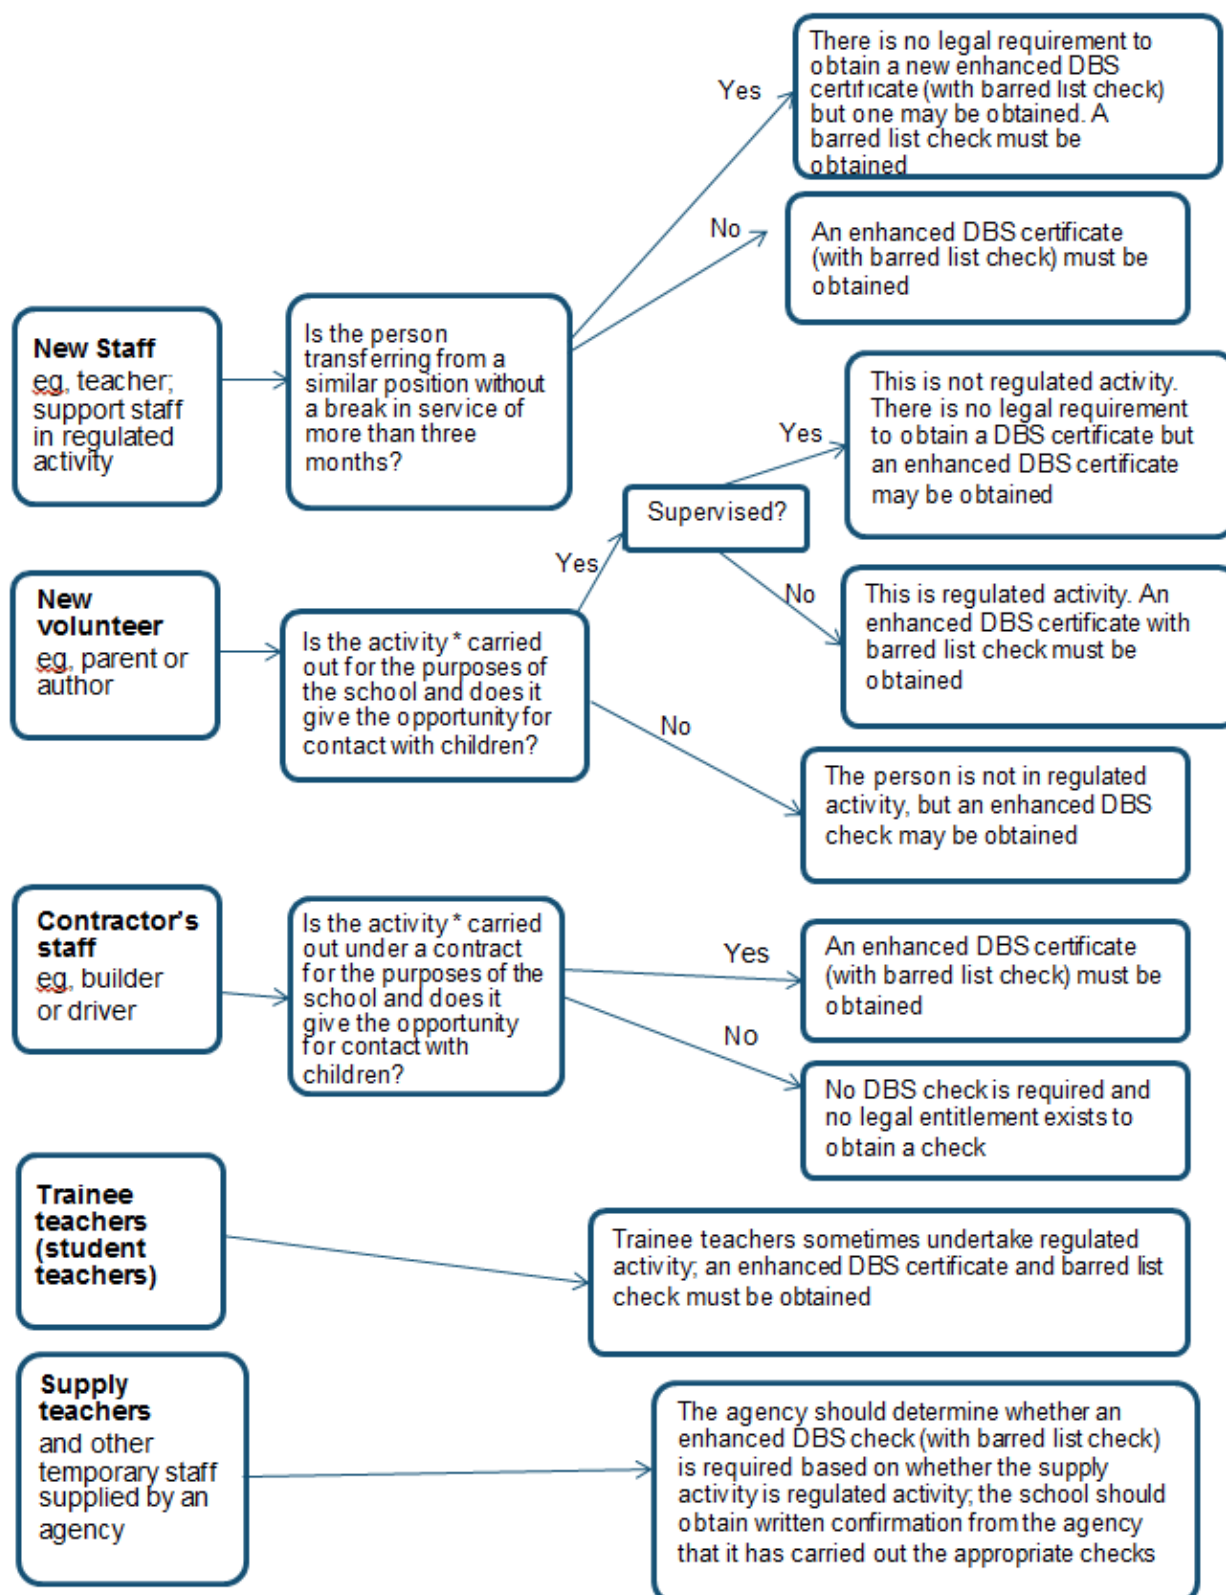 There is no legal requirement to
obtain a new enhanced DBS
certificate (with barred list check)
but one may be obtained. A
barred list check must be
obtained
Yes
No
An enhanced DBS certificate
(with barred list check) must be
obtained
New Staff
eg, teacher;
support staff
in regulated
activity
Is the person
transferring from a
similar position without
a break in service of
more than three
months?
This is not regulated activity.
There is no legal requirement
to obtain a DBS certificate but
an enhanced DBS certificate
may be obtained
Yes
Supervised?
Yes
No
This is regulated activity. An
enhanced DBS certificate with
barred list check must be
obtained
New
volunteer
eg, parent or
author
Is the activity * carried
out for the purposes of
the school and does it
give the opportunity for
contact with children?
No
The person is not in regulated
activity, but an enhanced DBS
check may be obtained
Contractor's
staff
eg, builder
or driver
Is the activity * carried
out under a contract
for the purposes of the
school and does it
give the opportunity
for contact with
children?
Yes
An enhanced DBS certificate
(with barred list check) must be
obtained
No
No DBS check is required and
no legal entitlement exists to
obtain a check
Trainee
teachers
(student
teachers)
Trainee teachers sometimes undertake regulated
activity; an enhanced DBS certificate and barred list
check must be obtained
Supply
teachers
and other
temporary staff
supplied by an
agency
The agency should determine whether an
enhanced DBS check (with barred list check)
is required based on whether the supply
activity is regulated activity; the school should
obtain written confirmation from the agency
that it has carried out the appropriate checks